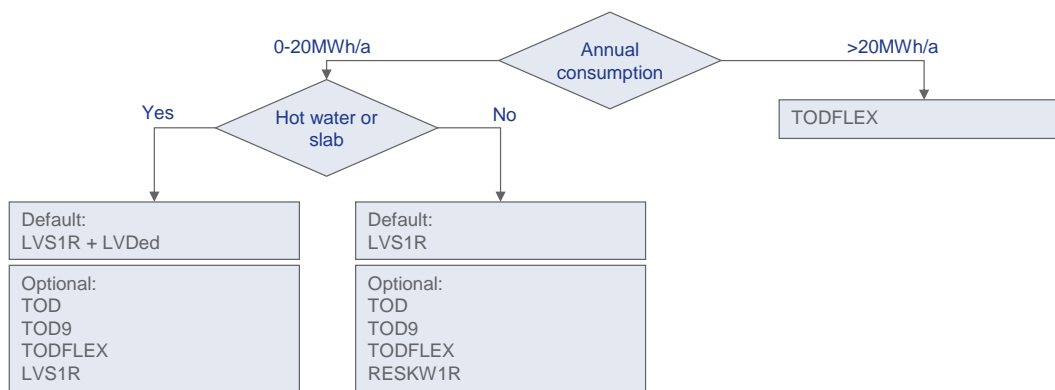 0-20MWh/a
Annual
consumption
>20MWh/a
TODFLEX
Yes
Hot water or
slab
No
Default:
LVS1R + LVDed
Optional:
TOD
TOD9
TODFLEX
LVS1R
Default:
LVS1R
Optional:
TOD
TOD9
TODFLEX
RESKW1R